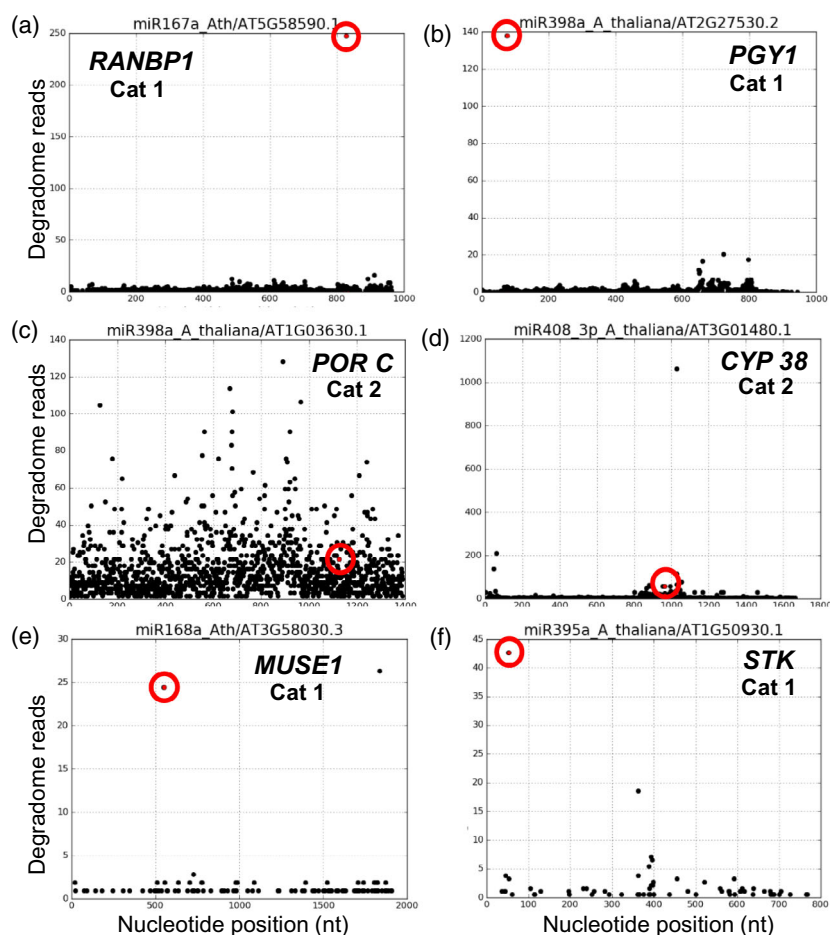 (a)
miR167a_Ath/AT5G58590.1
RANBP1
Cat 1
Degradome reads
250
200
150
100
50
0
0 200 400 600 800 1000
(b)
miR398a_A_thaliana/AT2G27530.2
PGY1
Cat 1
140
120
100
80
60
40
20
0
0 200 400 600 800 1000
(c)
miR398a_A_thaliana/AT1G03630.1
POR C
Cat 2
Degradome reads
140
120
100
80
60
40
20
0
0 200 400 600 800 1000 1200 1400
(d)
miR408_3p_A_thaliana/AT3G01480.1
CYP 38
Cat 2
1200
1000
800
600
400
200
0
0 200 400 600 800 1000 1200 1400 1600 1800
(e)
miR168a_Ath/AT3G58030.3
MUSE1
Cat 1
Degradome reads
30
25
20
15
10
5
0
0 500 1000 1500 2000
Nucleotide position (nt)
(f)
miR395a_A_thaliana/AT1G50930.1
STK
Cat 1
45
40
35
30
25
20
15
10
5
0
0 100 200 300 400 500 600 700 800
Nucleotide position (nt)